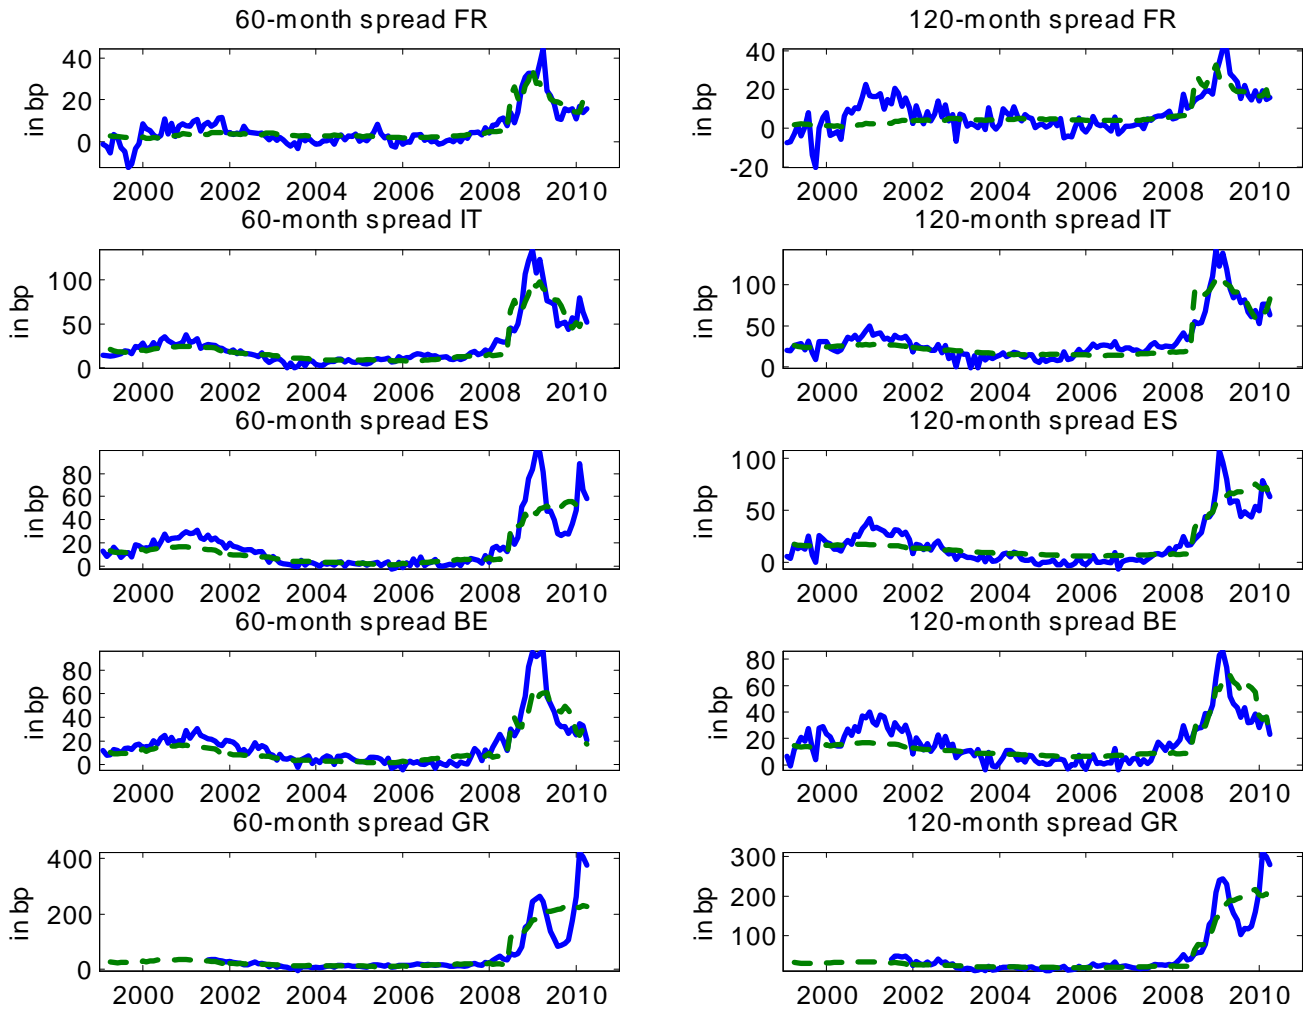 60-month spread FR
40
20
0
in bp
2000 2002 2004 2006 2008 2010
120-month spread FR
40
20
0
-20
in bp
2000 2002 2004 2006 2008 2010
60-month spread IT
100
50
0
in bp
2000 2002 2004 2006 2008 2010
120-month spread IT
100
50
0
in bp
2000 2002 2004 2006 2008 2010
60-month spread ES
80
60
40
20
0
in bp
2000 2002 2004 2006 2008 2010
120-month spread ES
100
50
0
in bp
2000 2002 2004 2006 2008 2010
60-month spread BE
80
60
40
20
0
in bp
2000 2002 2004 2006 2008 2010
120-month spread BE
80
60
40
20
0
in bp
2000 2002 2004 2006 2008 2010
60-month spread GR
400
200
0
in bp
2000 2002 2004 2006 2008 2010
120-month spread GR
300
200
100
in bp
2000 2002 2004 2006 2008 2010